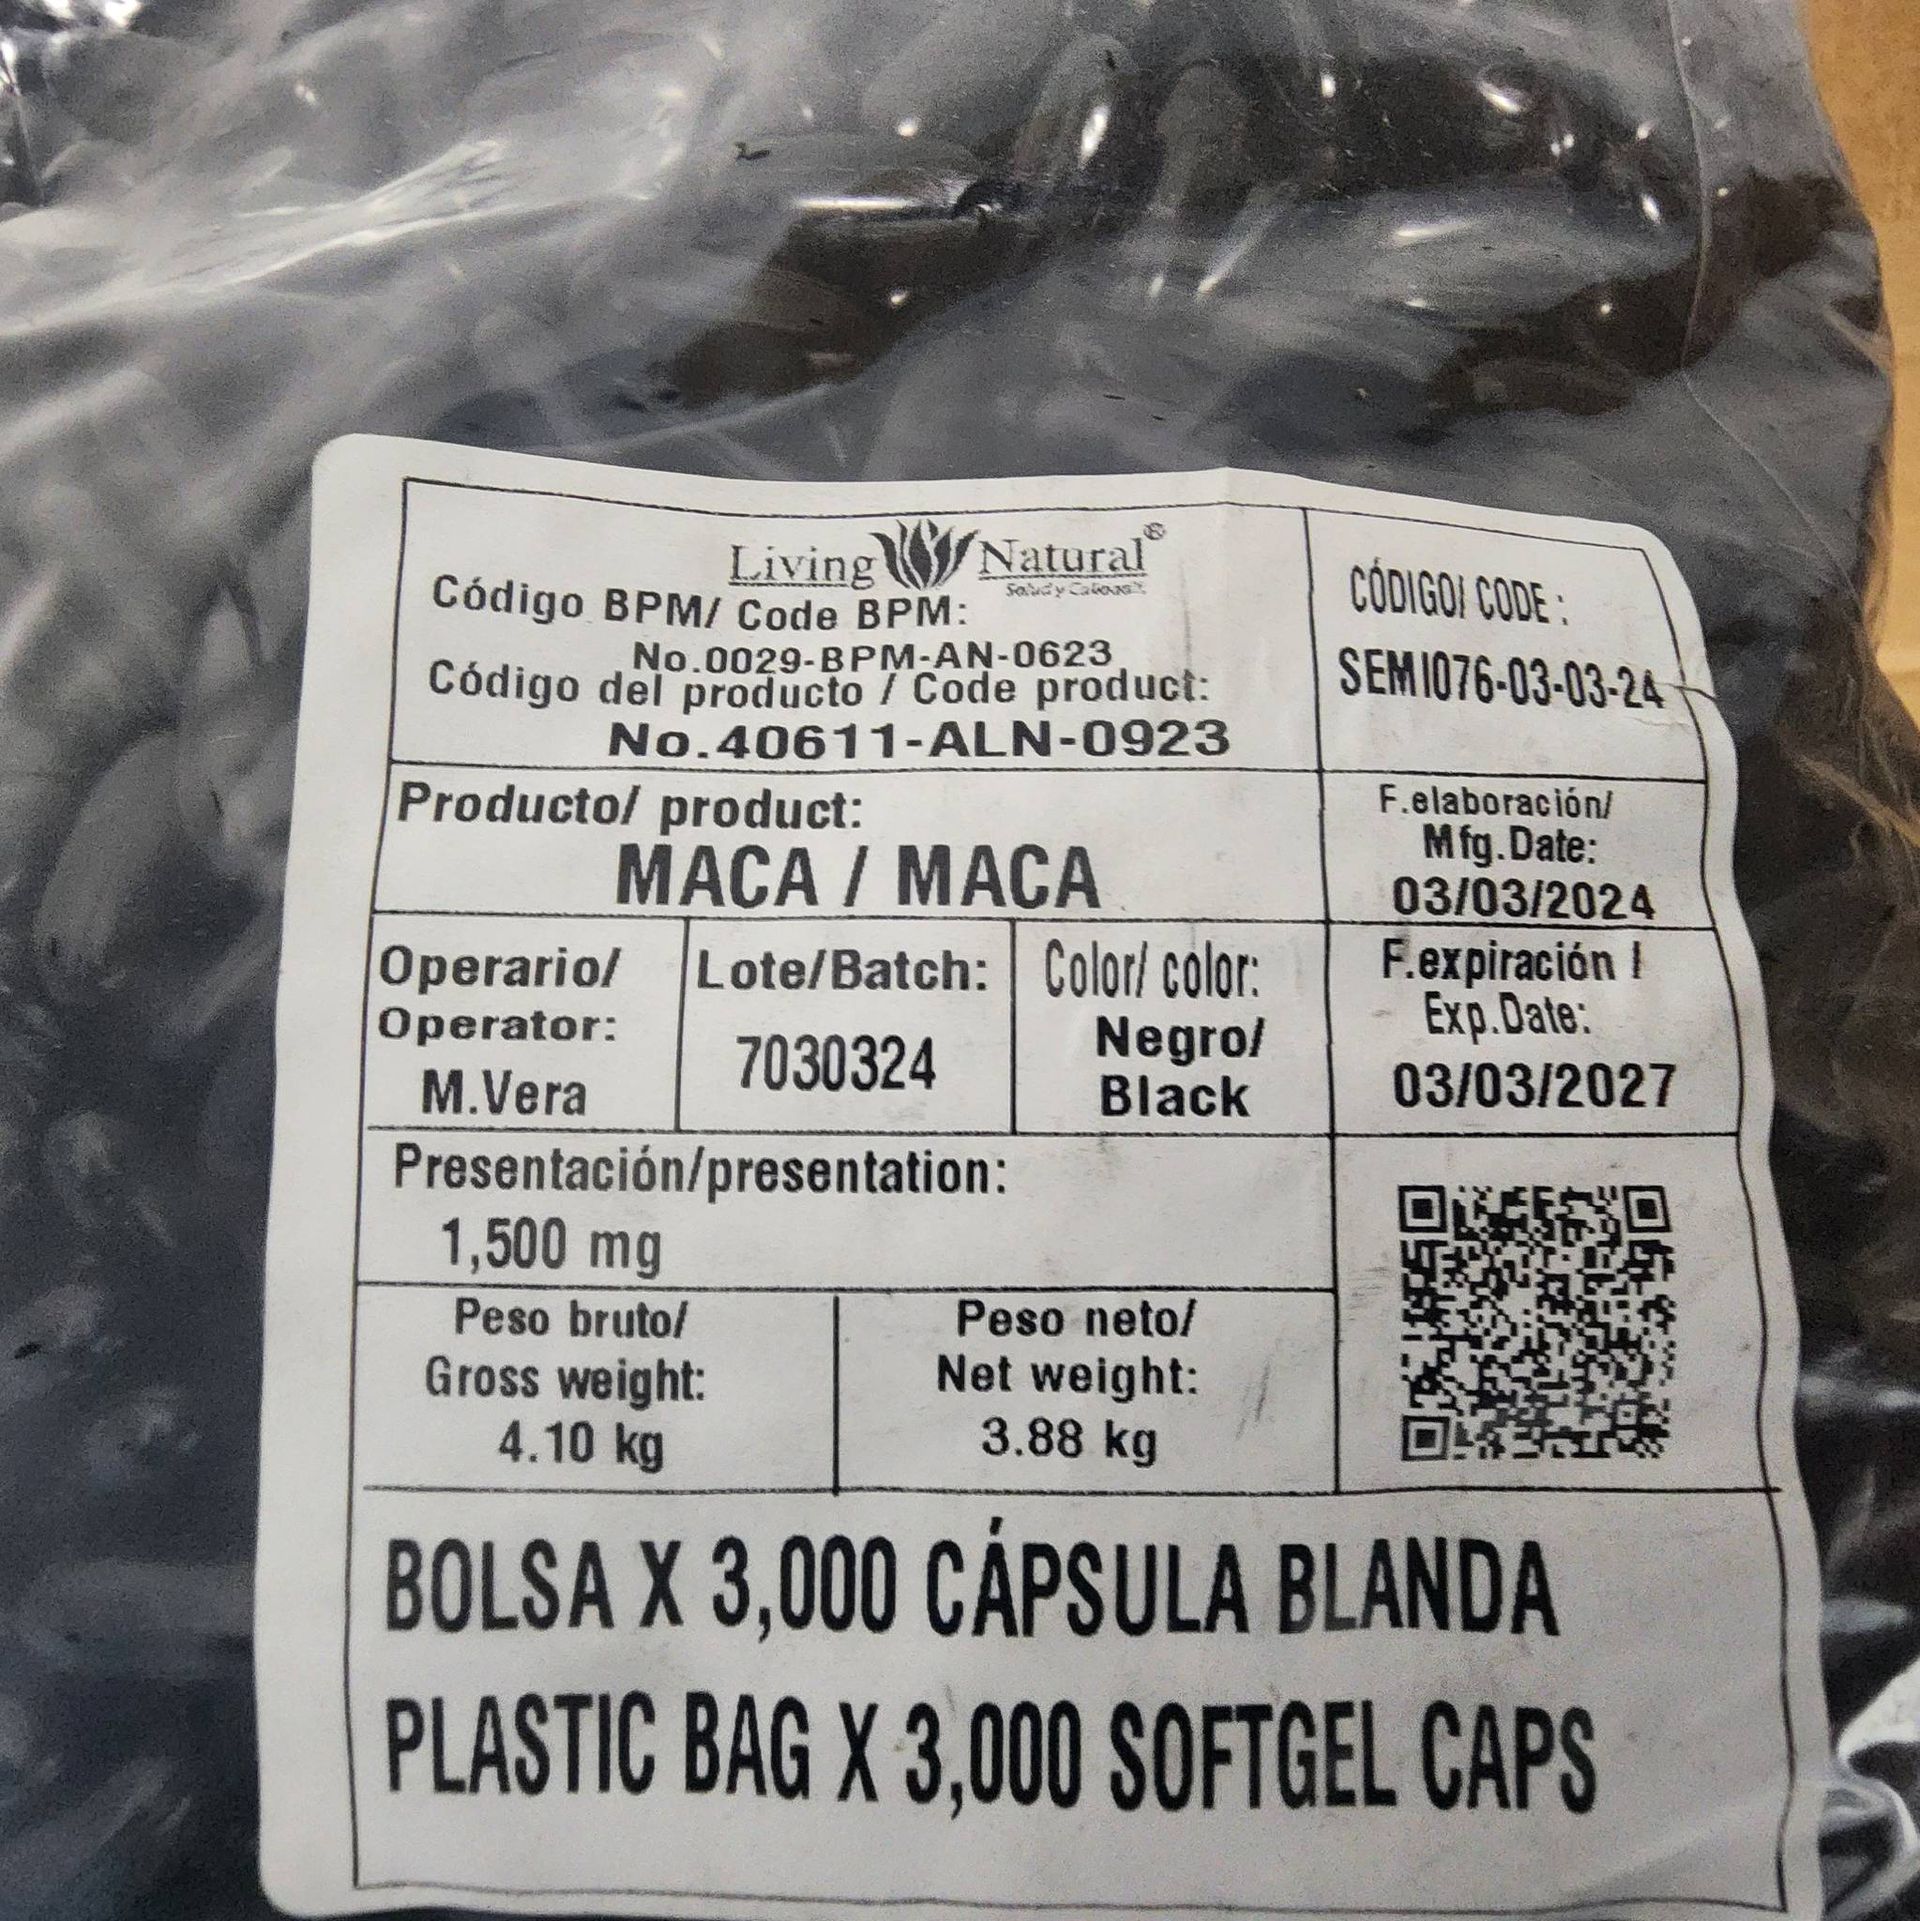 Living Natural®
Código BPM/ Code BPM:
No.0029-BPM-AN-0623
Código del producto / Code product:
No.40611-ALN-0923
CÓDIGO/ CODE :
SEMI076-03-03-24
Producto/ product:
MACA / MACA
F.elaboración/
Mfg.Date:
03/03/2024
Operario/
Operator:
M.Vera
Lote/Batch:
7030324
Color/ color:
Negro/
Black
F.expiración /
Exp.Date:
03/03/2027
Presentación/presentation:
1,500 mg
Peso bruto/
Gross weight:
4.10 kg
Peso neto/
Net weight:
3.88 kg
BOLSA X 3,000 CÁPSULA BLANDA
PLASTIC BAG X 3,000 SOFTGEL CAPS